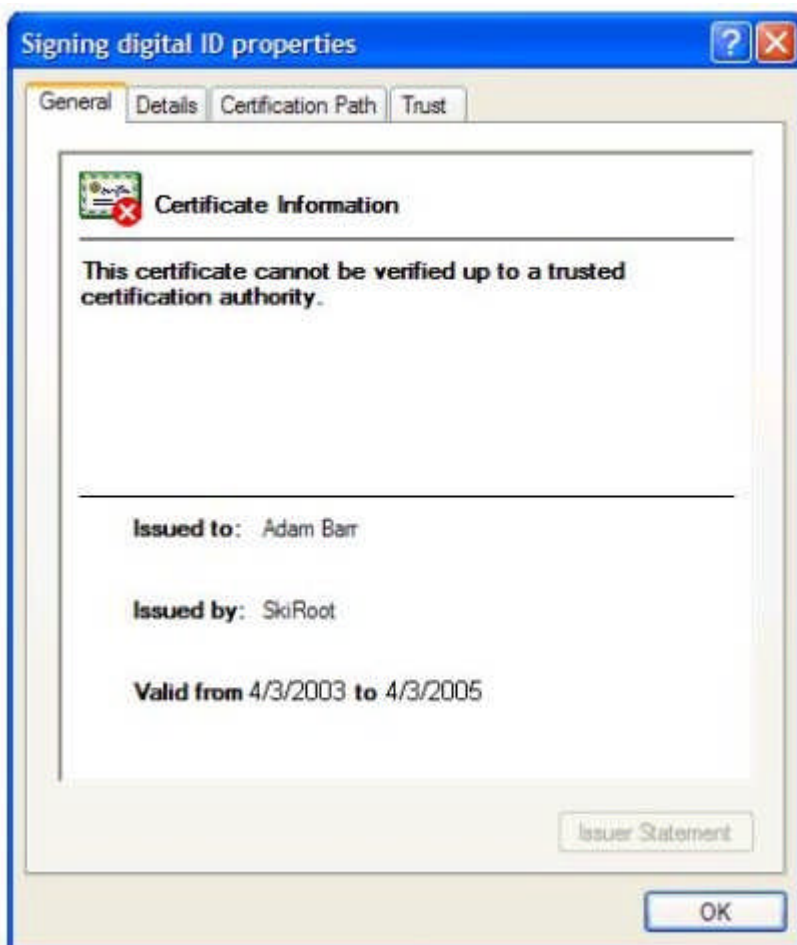 Signing digital ID properties
General Details Certification Path Trust
Certificate Information
This certificate cannot be verified up to a trusted
certification authority.
Issued to: Adam Barr
Issued by: SkiRoot
Valid from 4/3/2003 to 4/3/2005
Issuer Statement
OK